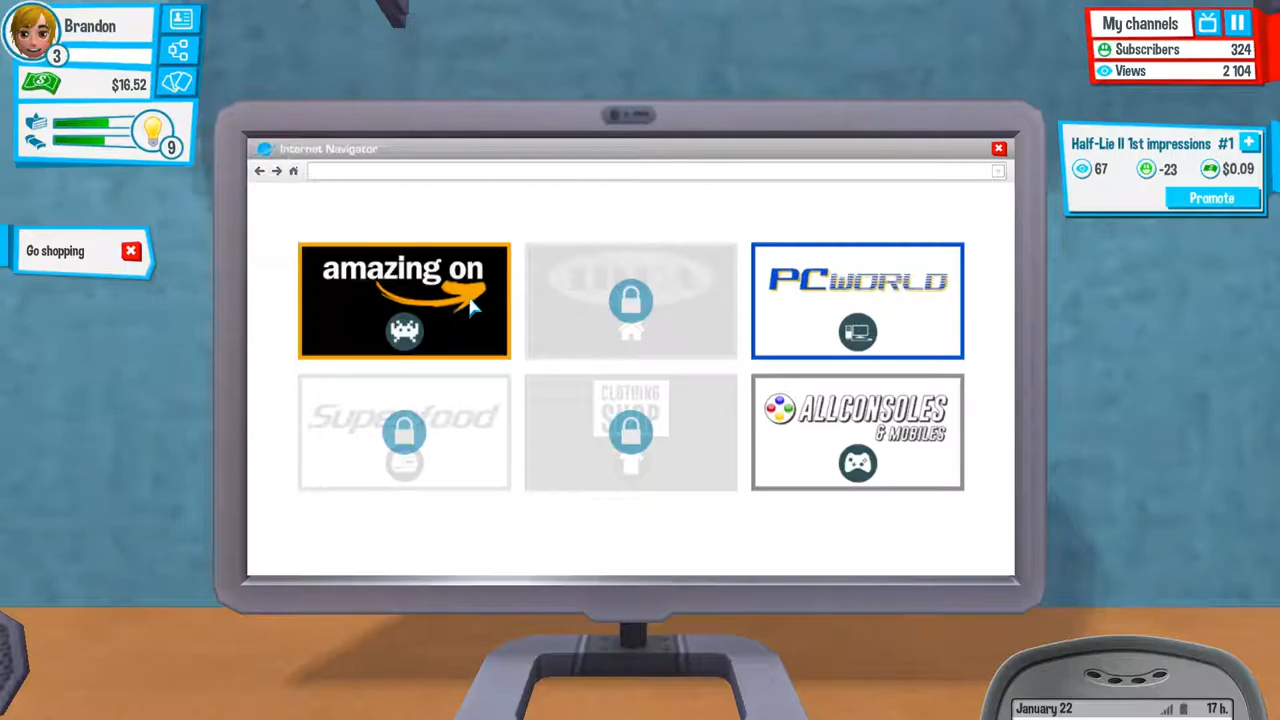 Brandon
3
$16.52
9
Go shopping
My channels
Subscribers 324
Views 2 104
Half-Lie II 1st impressions #1
67 -23 $0.09
Promote
Internet Navigator
amazing on
PC WORLD
Superfood
CLOTHING
SHOP
ALLCONSOLES
& MOBILES
January 22 17 h.